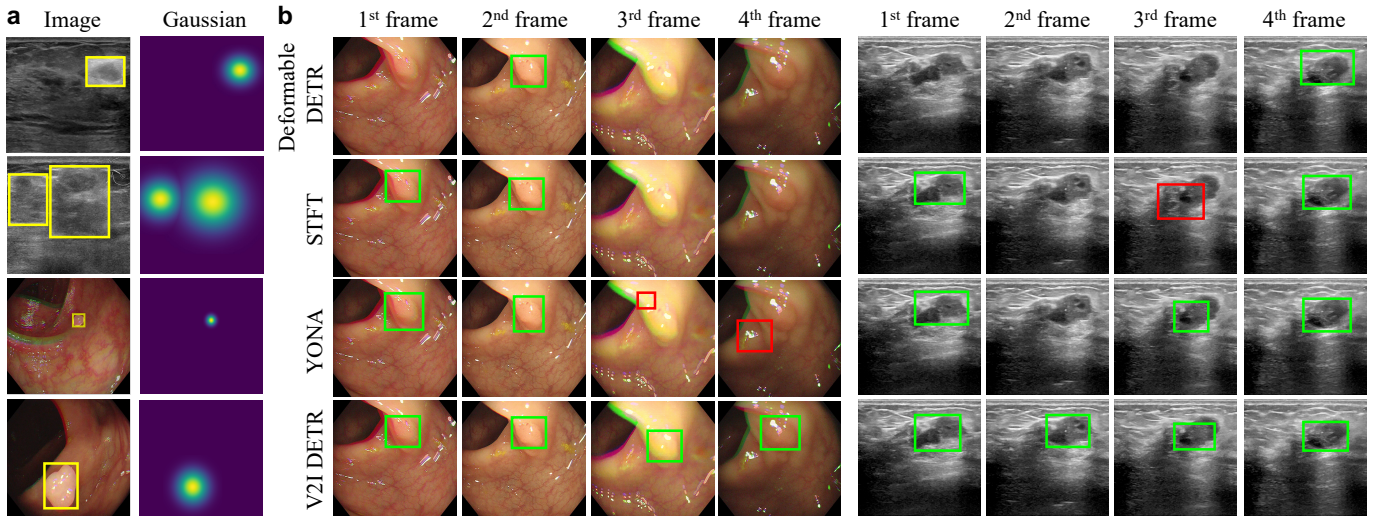 a Image Gaussian b 1st frame 2nd frame 3rd frame 4th frame 1st frame 2nd frame 3rd frame 4th frame
Deformable
DETR
STFT
YONA
V2I DETR